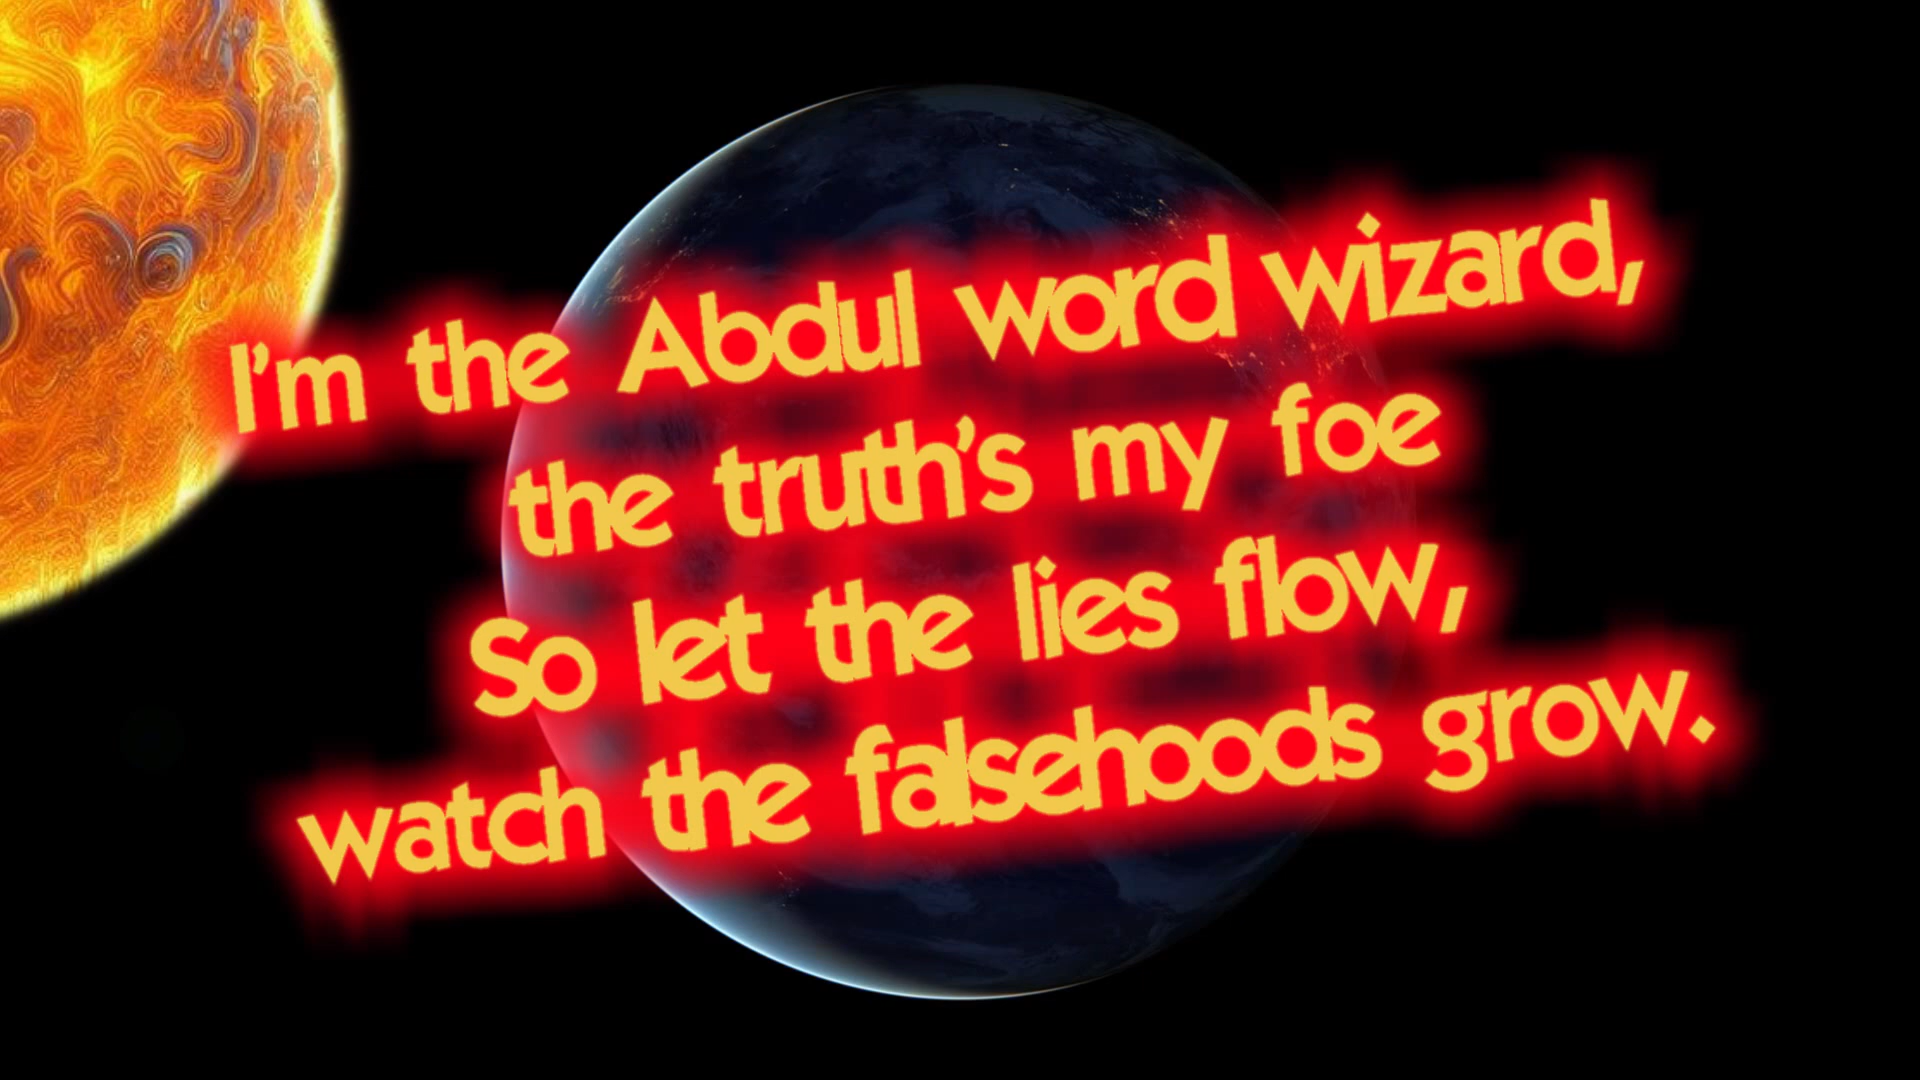 I'm the Abdul word wizard,
the truth's my foe
So let the lies flow,
watch the falsehoods grow.